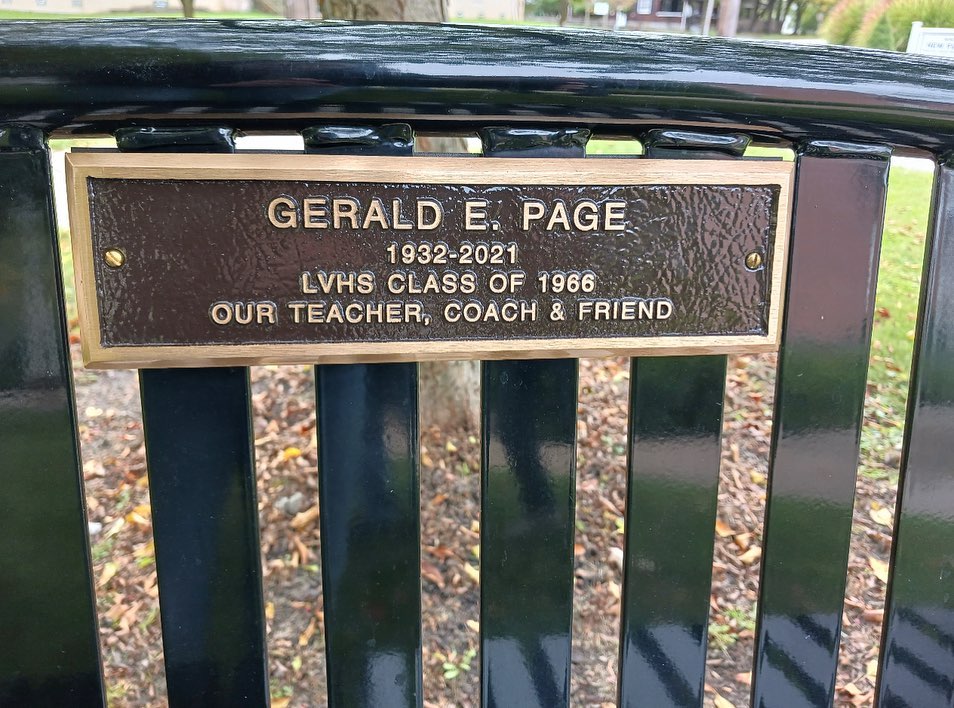 GERALD E. PAGE
1932-2021
LVHS CLASS OF 1966
OUR TEACHER, COACH & FRIEND